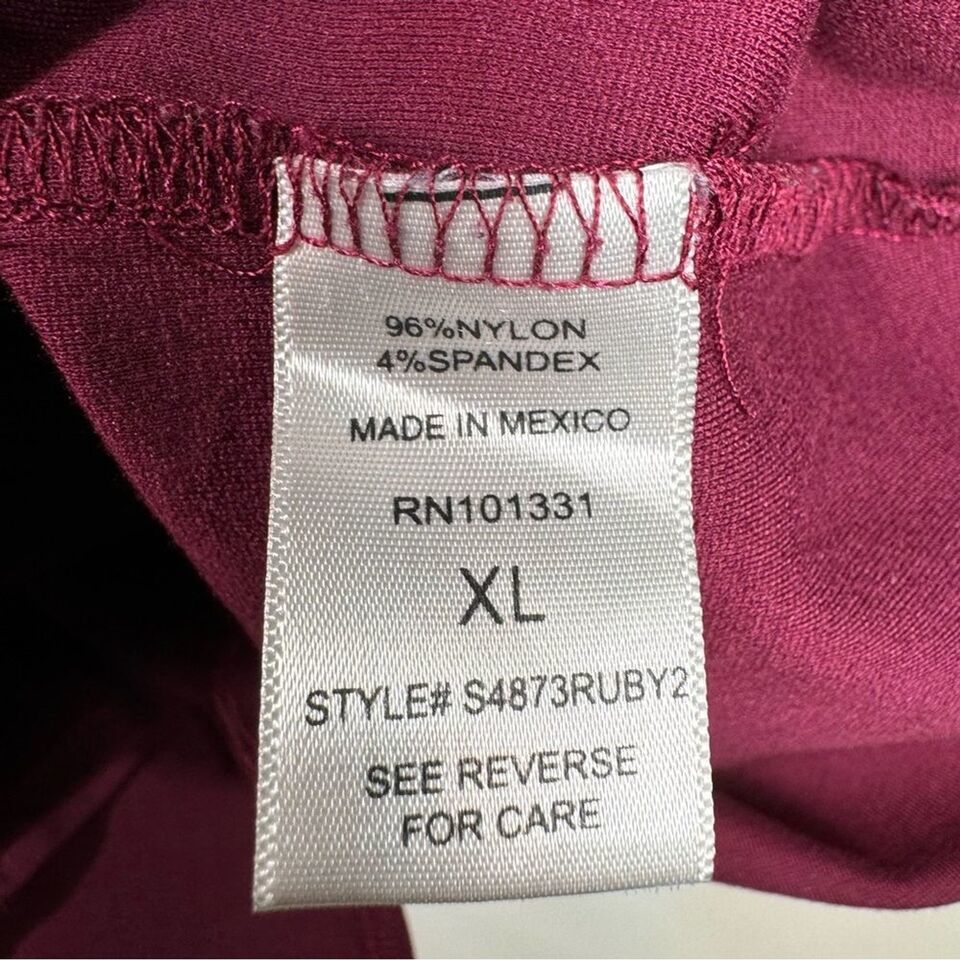 96%NYLON
4%SPANDEX
MADE IN MEXICO
RN101331
XL
STYLE# S4873RUBY2
SEE REVERSE
FOR CARE